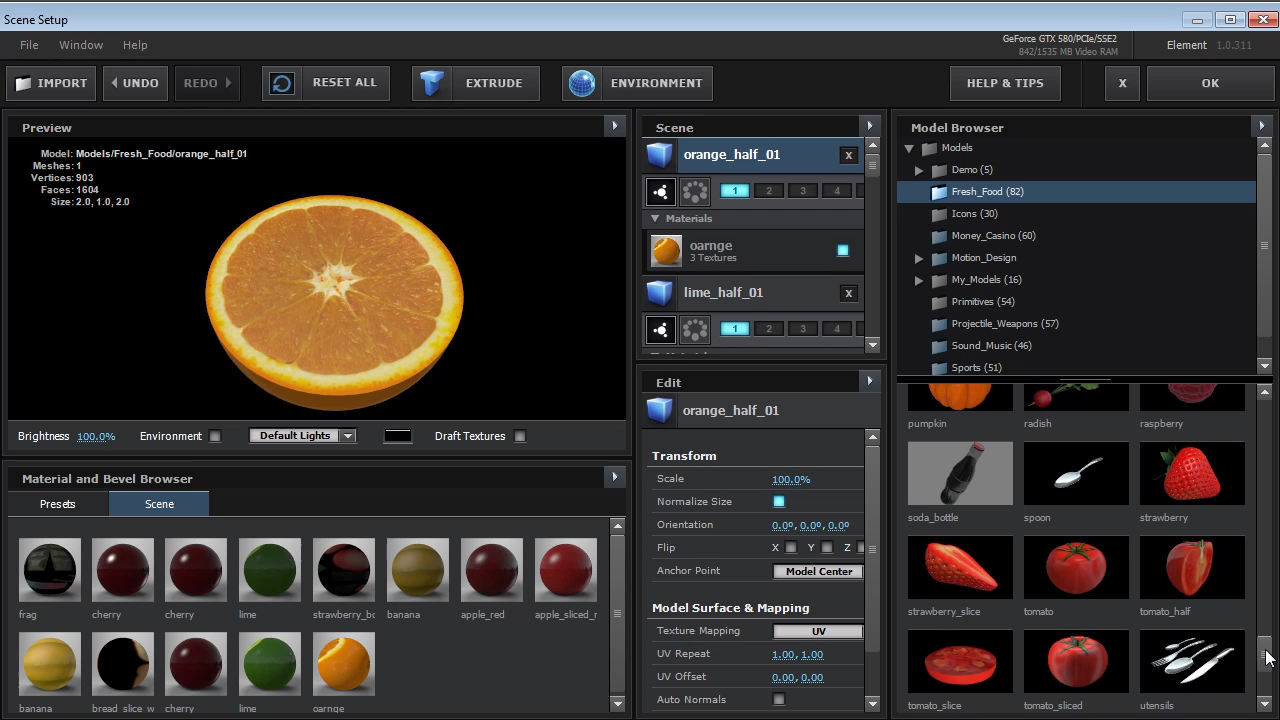 Scene Setup
File Window Help
GeForce GTX 580/PCIe/SSE2
842/1535 MB Video RAM
Element 1.0.311
IMPORT UNDO REDO RESET ALL EXTRUDE ENVIRONMENT HELP & TIPS X OK
Preview
Model: Models/Fresh_Food/orange_half_01
Meshes: 1
Vertices: 903
Faces: 1604
Size: 2.0, 1.0, 2.0
Brightness 100.0% Environment Default Lights Draft Textures
Material and Bevel Browser
Presets Scene
frag cherry cherry lime strawberry_bo banana apple_red apple_sliced_r
banana bread_slice_w cherry lime oarnge
Scene
orange_half_01 X
1 2 3 4
Materials
oarnge
3 Textures
lime_half_01 X
1 2 3 4
Edit
orange_half_01
Transform
Scale 100.0%
Normalize Size
Orientation 0.0º, 0.0º, 0.0º
Flip X Y Z
Anchor Point Model Center
Model Surface & Mapping
Texture Mapping UV
UV Repeat 1.00, 1.00
UV Offset 0.00, 0.00
Auto Normals
Model Browser
Models
Demo (5)
Fresh_Food (82)
Icons (30)
Money_Casino (60)
Motion_Design
My_Models (16)
Primitives (54)
Projectile_Weapons (57)
Sound_Music (46)
Sports (51)
pumpkin radish raspberry
soda_bottle spoon strawberry
strawberry_slice tomato tomato_half
tomato_slice tomato_sliced utensils